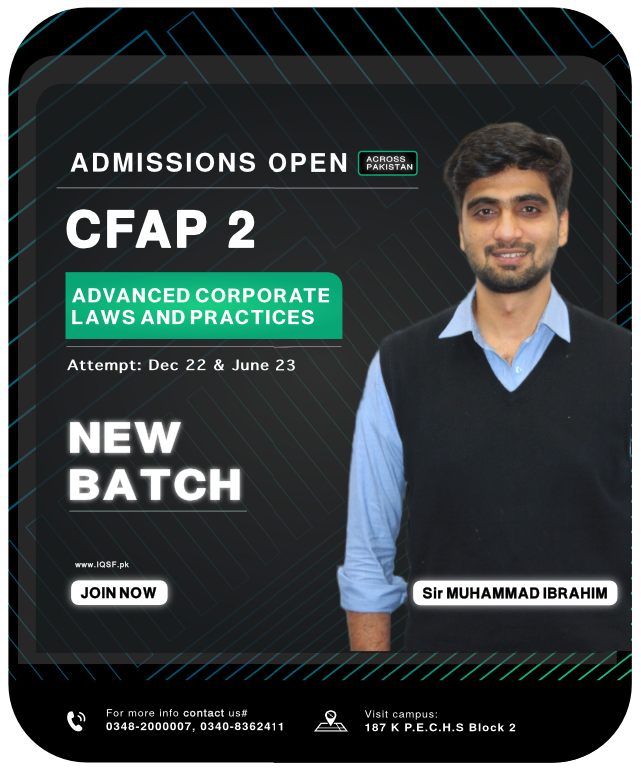 ADMISSIONS OPEN
ACROSS
PAKISTAN
CFAP 2
ADVANCED CORPORATE
LAWS AND PRACTICES
Attempt: Dec 22 & June 23
NEW
BATCH
www.IQSF.pk
JOIN NOW
Sir MUHAMMAD IBRAHIM
For more info contact us#
0348-2000007, 0340-8362411
Visit campus:
187 K P.E.C.H.S Block 2